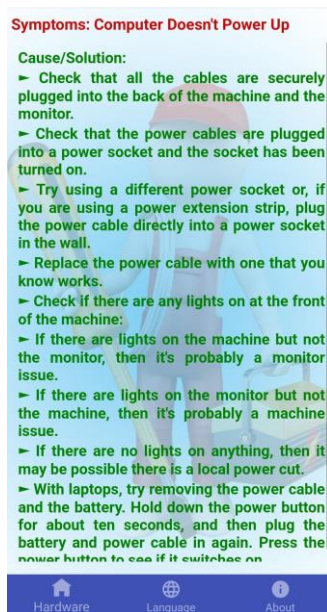 Symptoms: Computer Doesn't Power Up
Cause/Solution:
► Check that all the cables are securely
plugged into the back of the machine and the
monitor.
► Check that the power cables are plugged
into a power socket and the socket has been
turned on.
► Try using a different power socket or, if
you are using a power extension strip, plug
the power cable directly into a power socket
in the wall.
► Replace the power cable with one that you
know works.
► Check if there are any lights on at the front
of the machine:
► If there are lights on the machine but not
the monitor, then it's probably a monitor
issue.
► If there are lights on the monitor but not
the machine, then it's probably a machine
issue.
► If there are no lights on anything, then it
may be possible there is a local power cut.
► With laptops, try removing the power cable
and the battery. Hold down the power button
for about ten seconds, and then plug the
battery and power cable in again. Press the
power button to see if it switches on
Hardware
Language
About